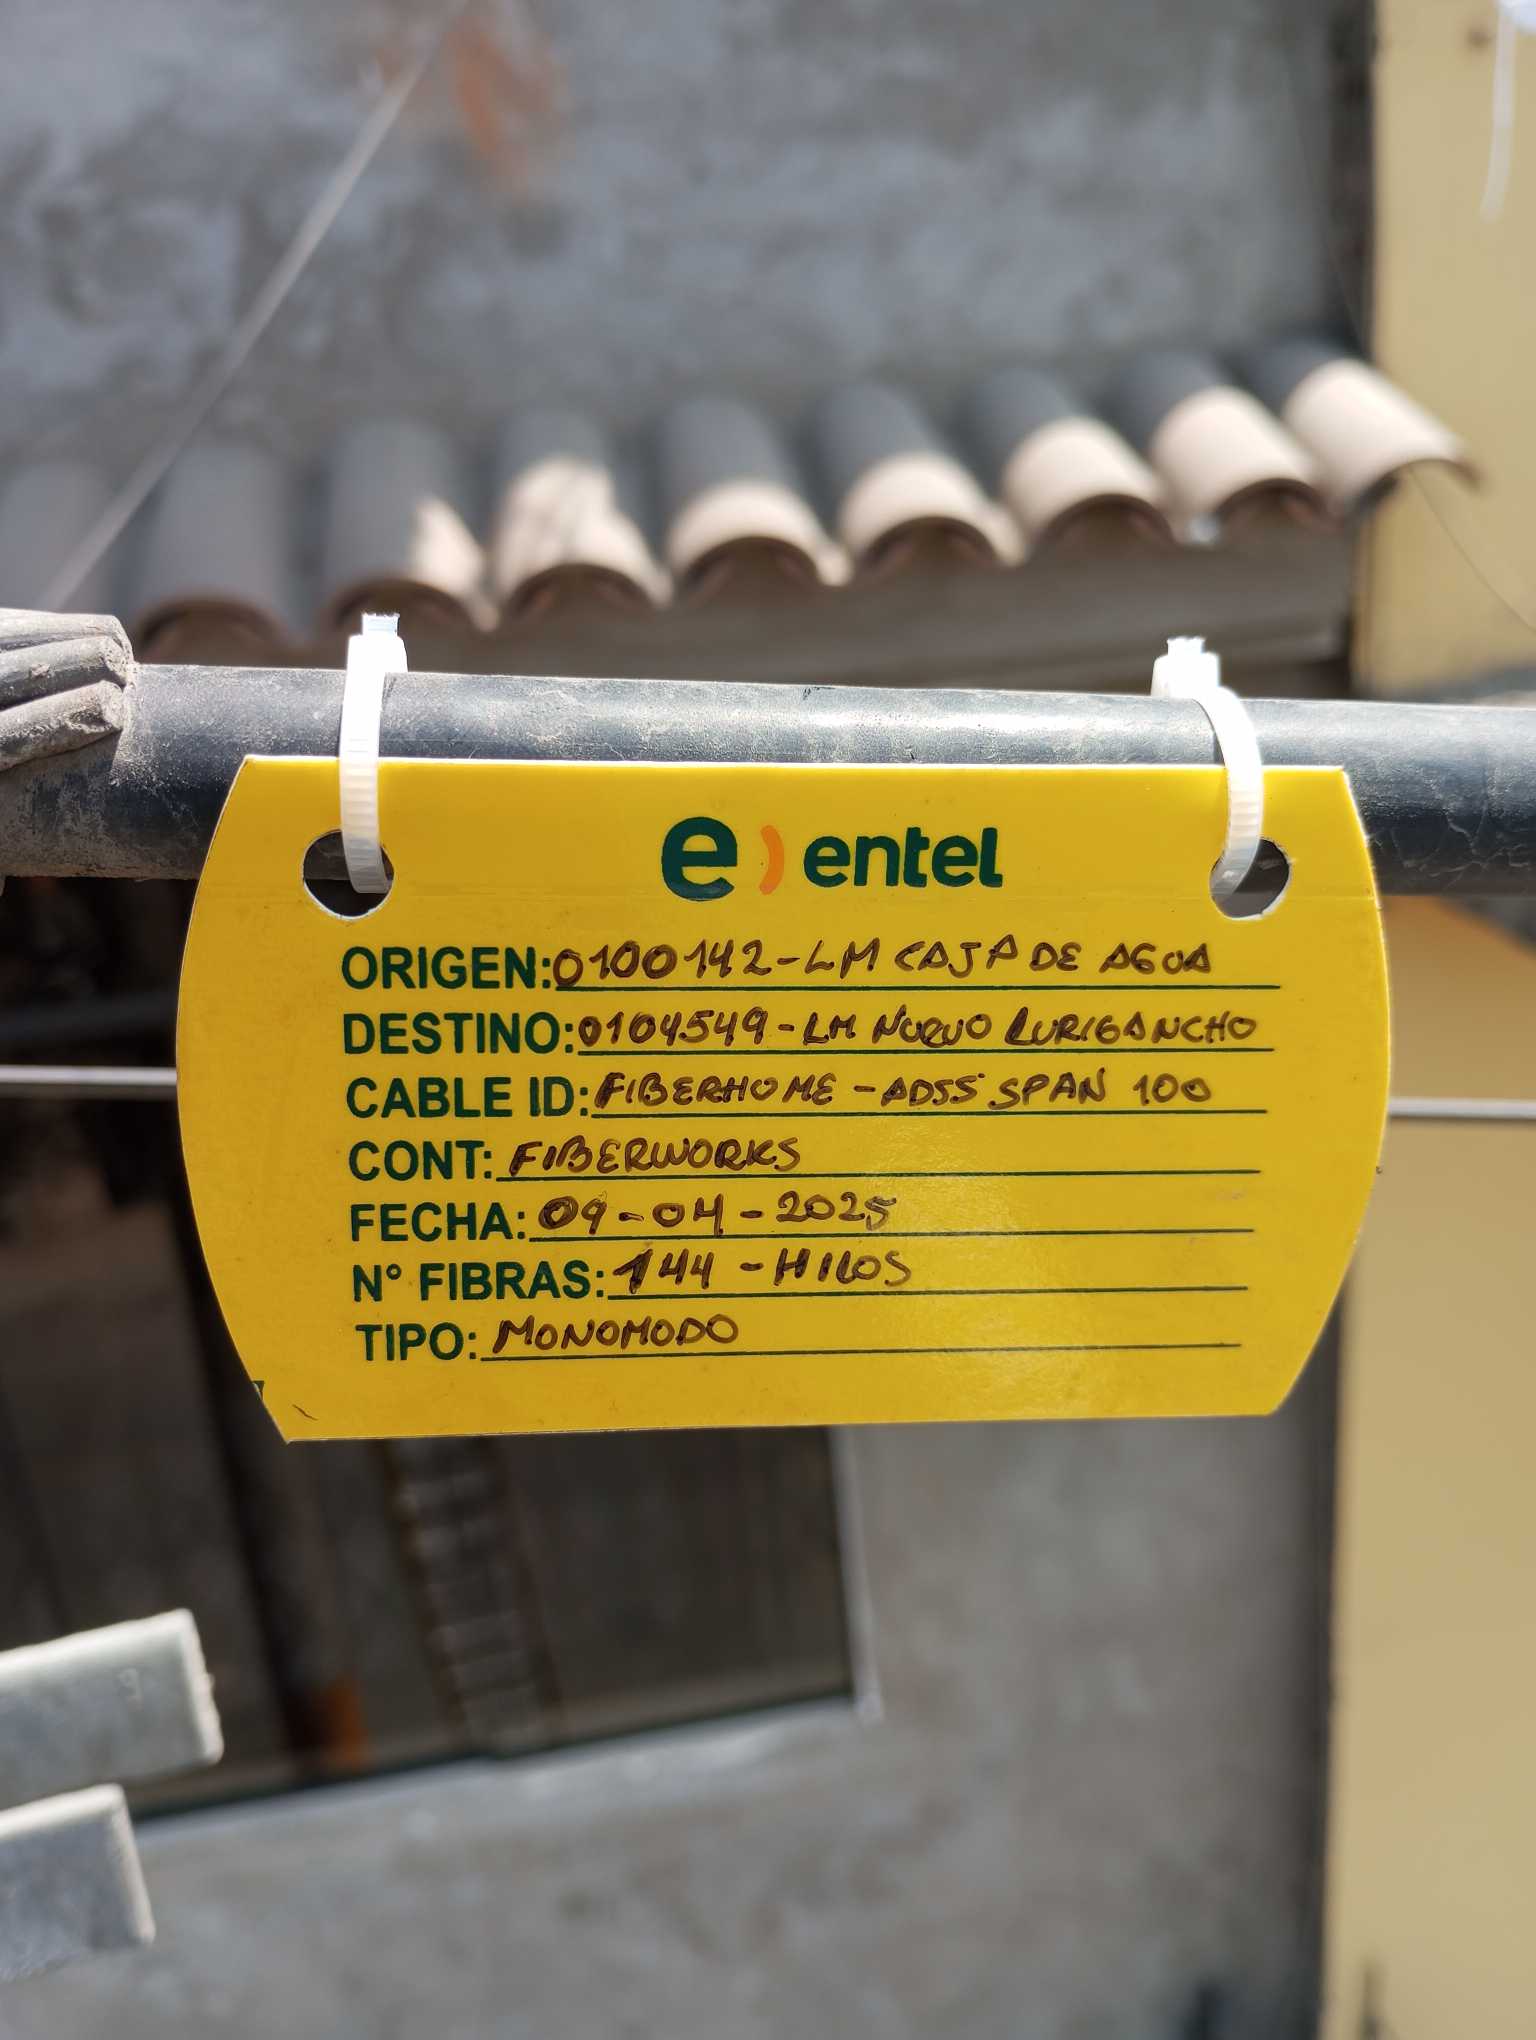 e) entel
ORIGEN: 0100142-LM CAJA DE AGUA
DESTINO: 0104549-LM NUEVO LURIGANCHO
CABLE ID: FIBERHOME-ADSS SPAN 100
CONT: FIBERWORKS
FECHA: 09-04-2025
N° FIBRAS: 144-HILOS
TIPO: MONOMODO